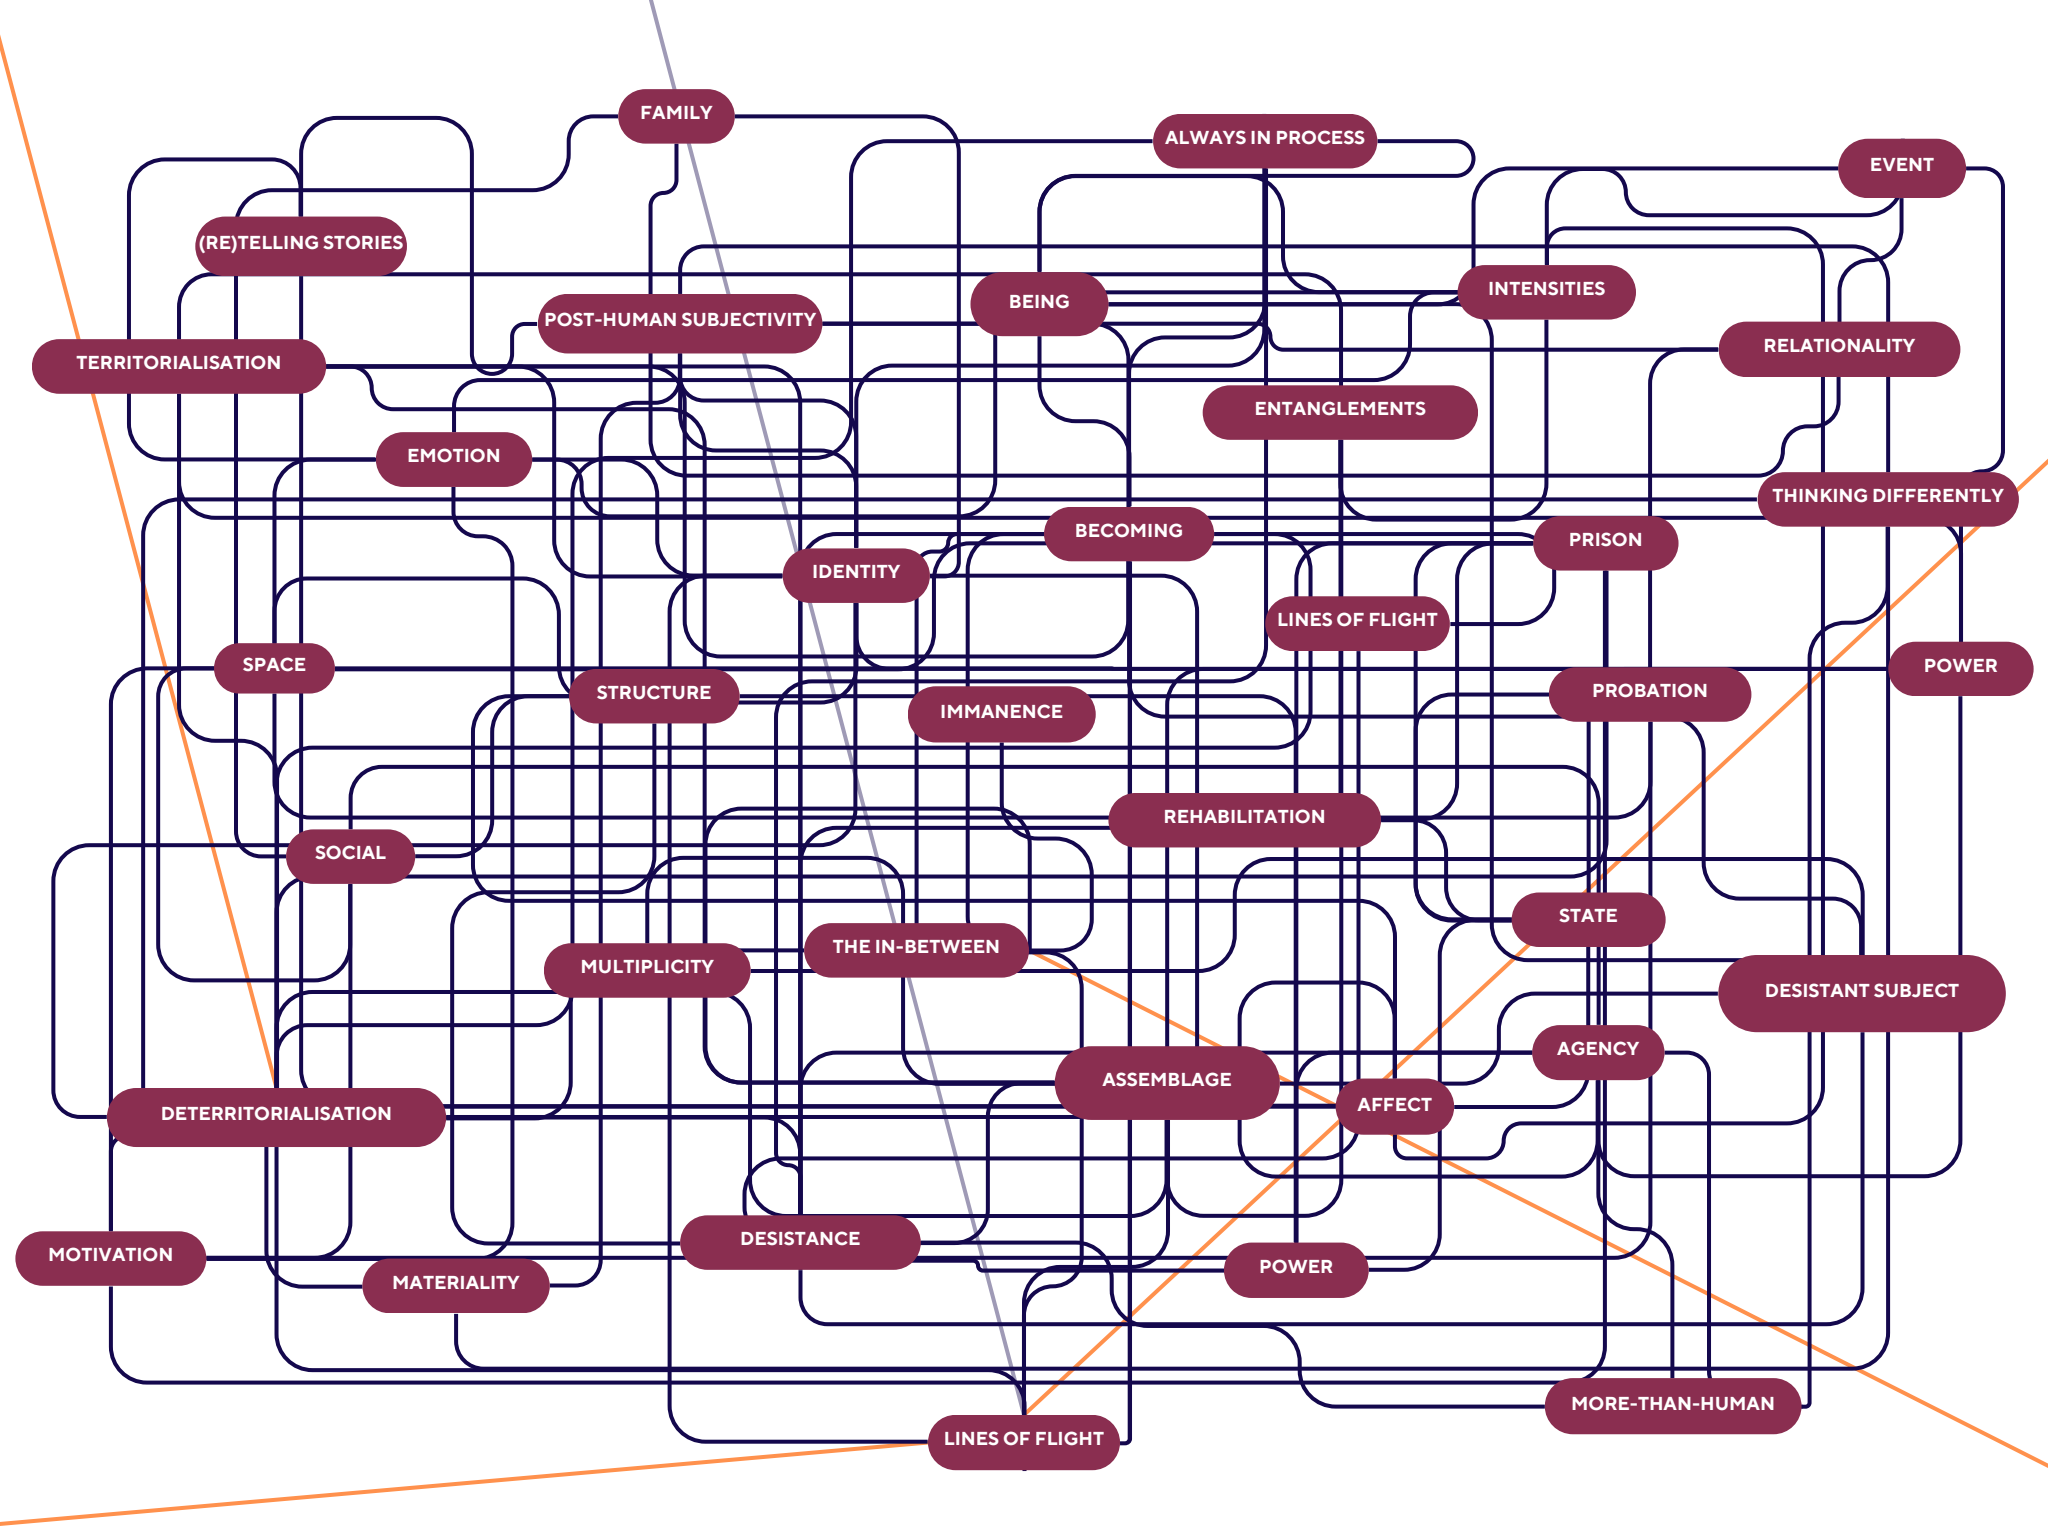 FAMILY
ALWAYS IN PROCESS
EVENT
(RE)TELLING STORIES
INTENSITIES
BEING
POST-HUMAN SUBJECTIVITY
RELATIONALITY
TERRITORIALISATION
ENTANGLEMENTS
EMOTION
THINKING DIFFERENTLY
BECOMING
PRISON
IDENTITY
LINES OF FLIGHT
SPACE
POWER
STRUCTURE
PROBATION
IMMANENCE
REHABILITATION
SOCIAL
STATE
THE IN-BETWEEN
MULTIPLICITY
DESISTANT SUBJECT
AGENCY
ASSEMBLAGE
AFFECT
DETERRITORIALISATION
DESISTANCE
MOTIVATION
POWER
MATERIALITY
MORE-THAN-HUMAN
LINES OF FLIGHT